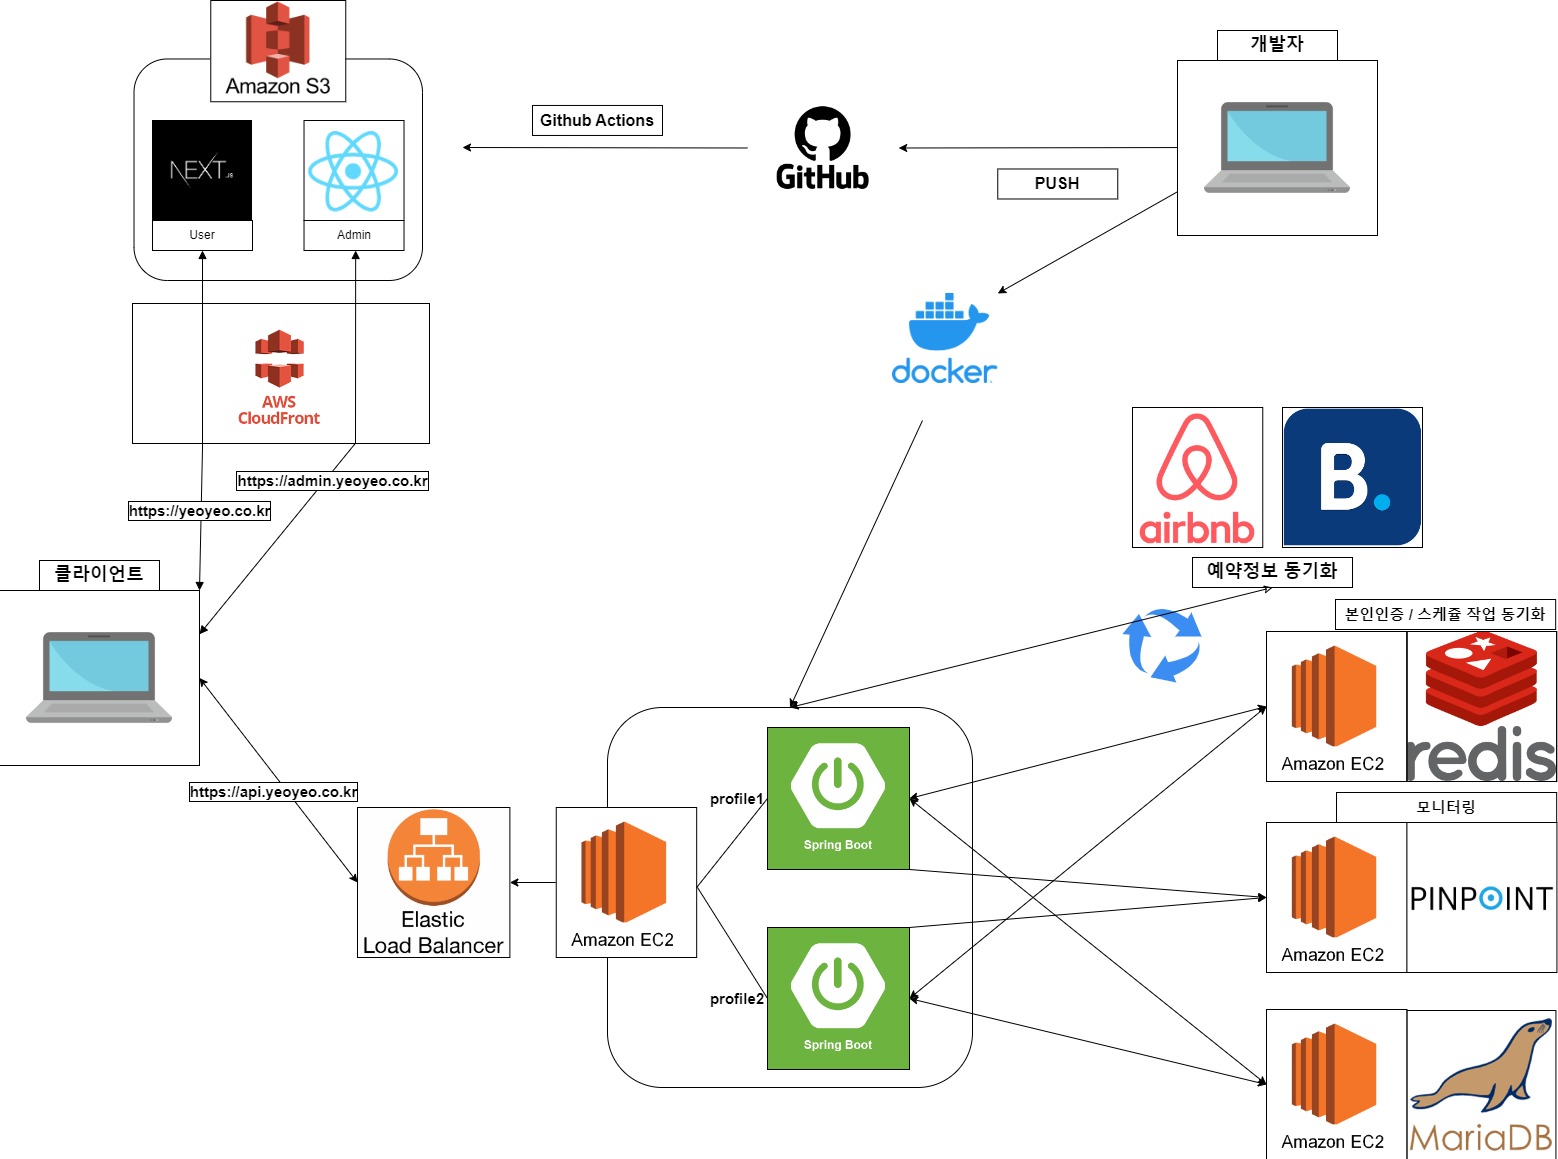 Amazon S3
NEXT.JS
User
Admin
Github Actions
GitHub
PUSH
개발자
docker
AWS
CloudFront
https://admin.yeoyeo.co.kr
https://yeoyeo.co.kr
클라이언트
https://api.yeoyeo.co.kr
Elastic
Load Balancer
Amazon EC2
profile1
Spring Boot
profile2
Spring Boot
airbnb
B.
예약정보 동기화
본인인증 / 스케쥴 작업 동기화
Amazon EC2
redis
모니터링
Amazon EC2
PINPOINT
Amazon EC2
MariaDB